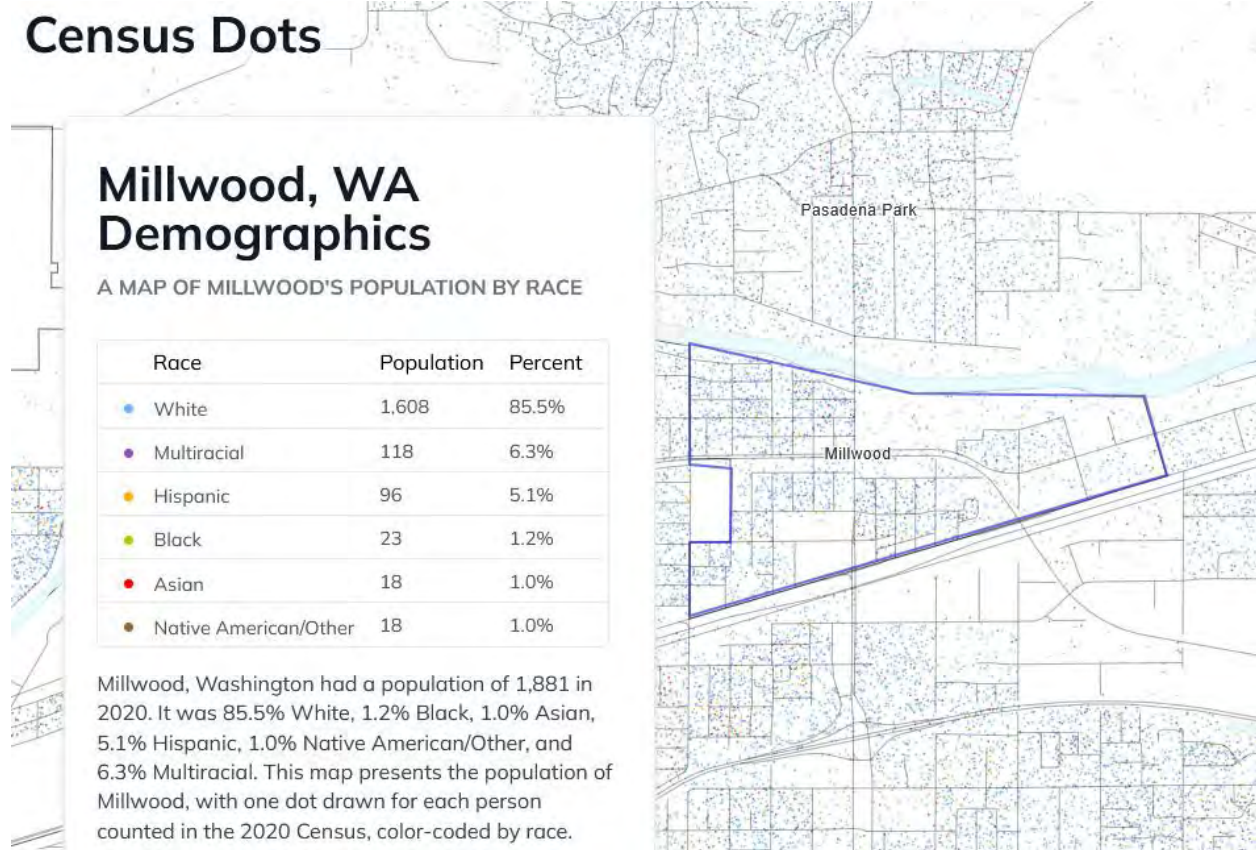 Census Dots
Millwood, WA
Demographics
A MAP OF MILLWOOD'S POPULATION BY RACE
Race Population Percent
White 1,608 85.5%
Multiracial 118 6.3%
Hispanic 96 5.1%
Black 23 1.2%
Asian 18 1.0%
Native American/Other 18 1.0%
Millwood, Washington had a population of 1,881 in
2020. It was 85.5% White, 1.2% Black, 1.0% Asian,
5.1% Hispanic, 1.0% Native American/Other, and
6.3% Multiracial. This map presents the population of
Millwood, with one dot drawn for each person
counted in the 2020 Census, color-coded by race.
Pasadena Park
Millwood